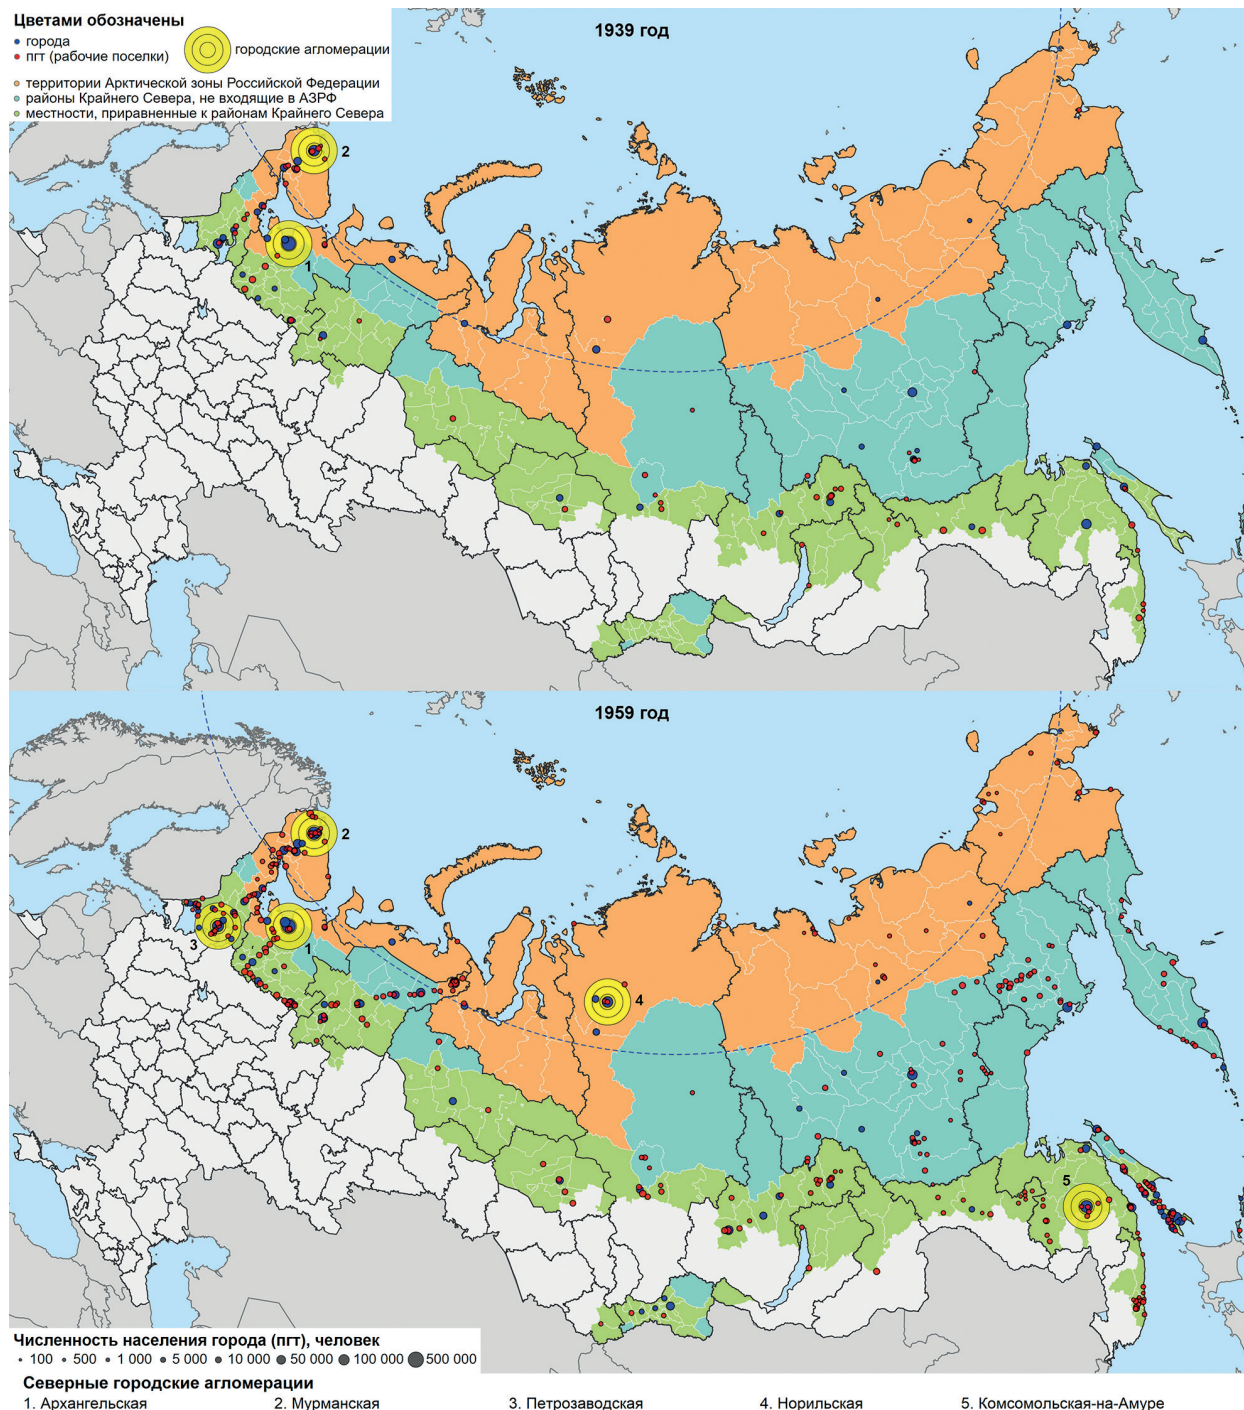 Цветами обозначены
города
пгт (рабочие поселки)
городские агломерации
территории Арктической зоны Российской Федерации
районы Крайнего Севера, не входящие в АЗРФ
местности, приравненные к районам Крайнего Севера
1939 год
2
1
1959 год
2
3
1
4
5
Численность населения города (пгт), человек
100 500 1 000 5 000 10 000 50 000 100 000 500 000
Северные городские агломерации
1. Архангельская 2. Мурманская 3. Петрозаводская 4. Норильская 5. Комсомольская-на-Амуре